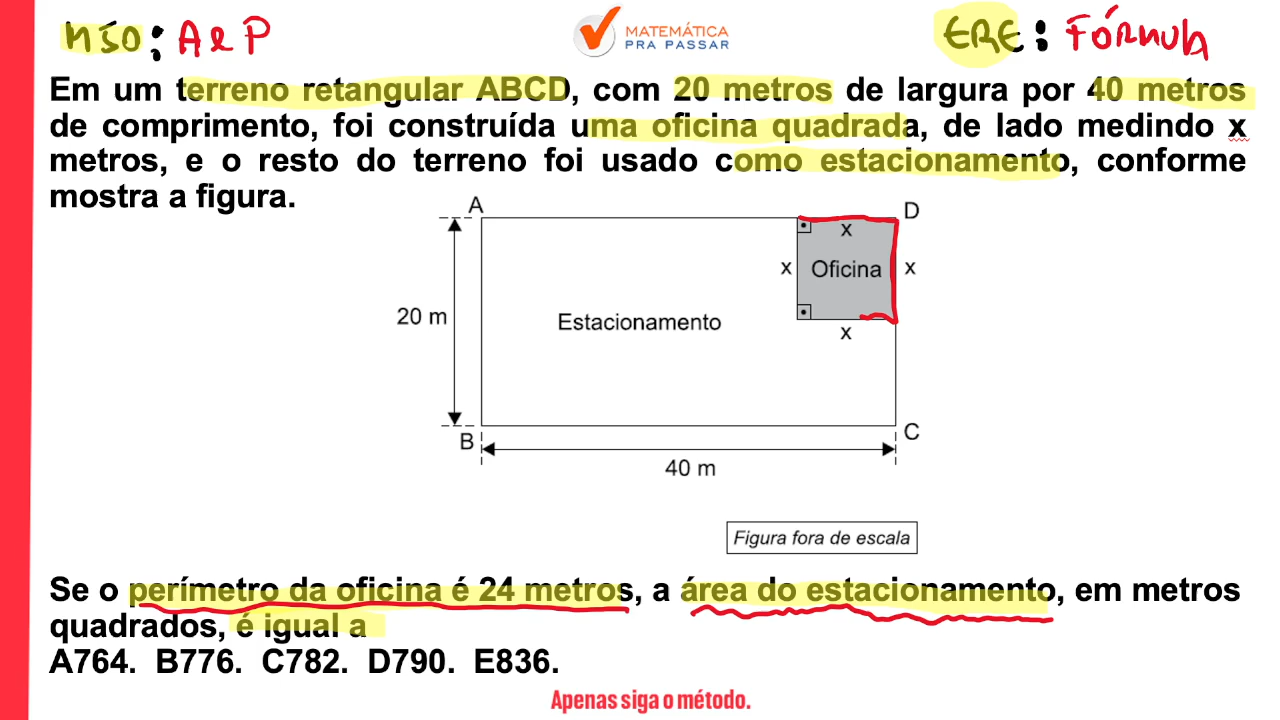 MJO: A e P
MATEMÁTICA
PRA PASSAR
ERE: FÓRMULA
Em um terreno retangular ABCD, com 20 metros de largura por 40 metros
de comprimento, foi construída uma oficina quadrada, de lado medindo x
metros, e o resto do terreno foi usado como estacionamento, conforme
mostra a figura.
A
D
x
x Oficina x
20 m
Estacionamento
x
B
C
40 m
Figura fora de escala
Se o perímetro da oficina é 24 metros, a área do estacionamento, em metros
quadrados, é igual a
A764. B776. C782. D790. E836.
Apenas siga o método.